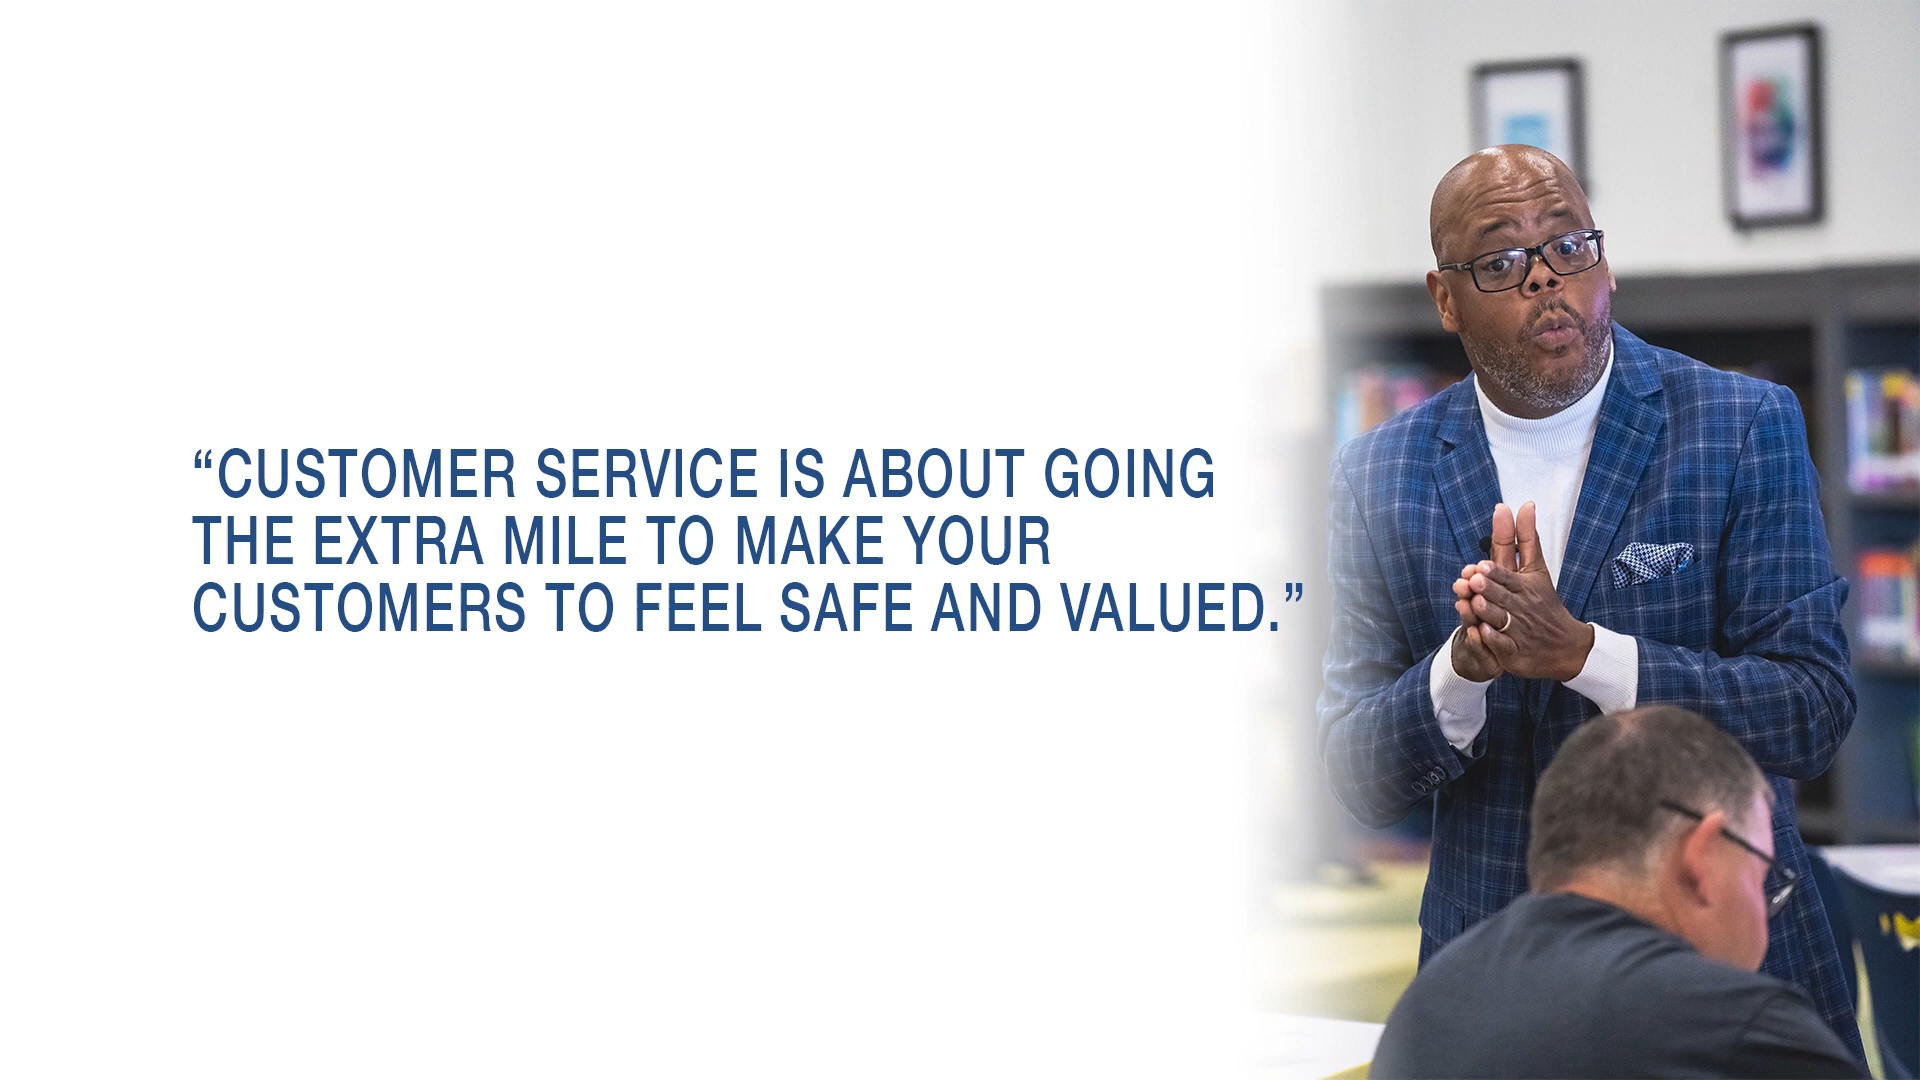 “CUSTOMER SERVICE IS ABOUT GOING
THE EXTRA MILE TO MAKE YOUR
CUSTOMERS TO FEEL SAFE AND VALUED.”